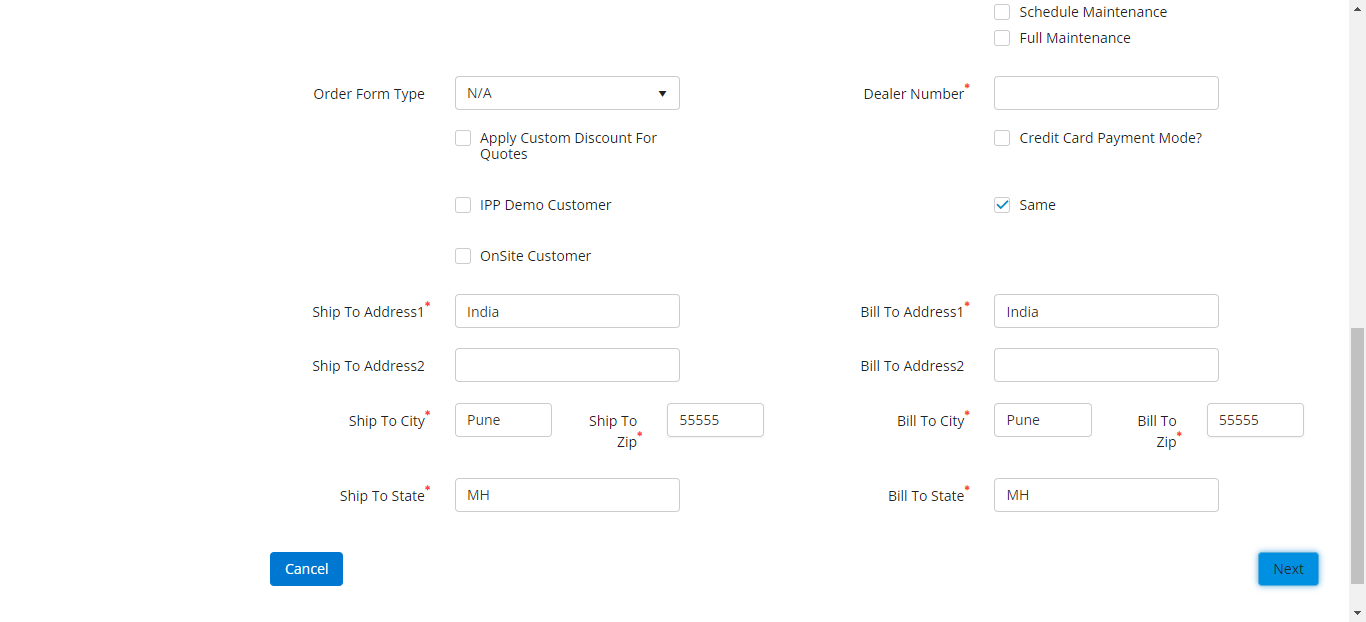 Schedule Maintenance
Full Maintenance
Order Form Type N/A Dealer Number*
Apply Custom Discount For
Quotes
Credit Card Payment Mode?
IPP Demo Customer Same
OnSite Customer
Ship To Address1* India Bill To Address1* India
Ship To Address2 Bill To Address2
Ship To City* Pune Ship To
Zip* 55555 Bill To City* Pune Bill To
Zip* 55555
Ship To State* MH Bill To State* MH
Cancel Next